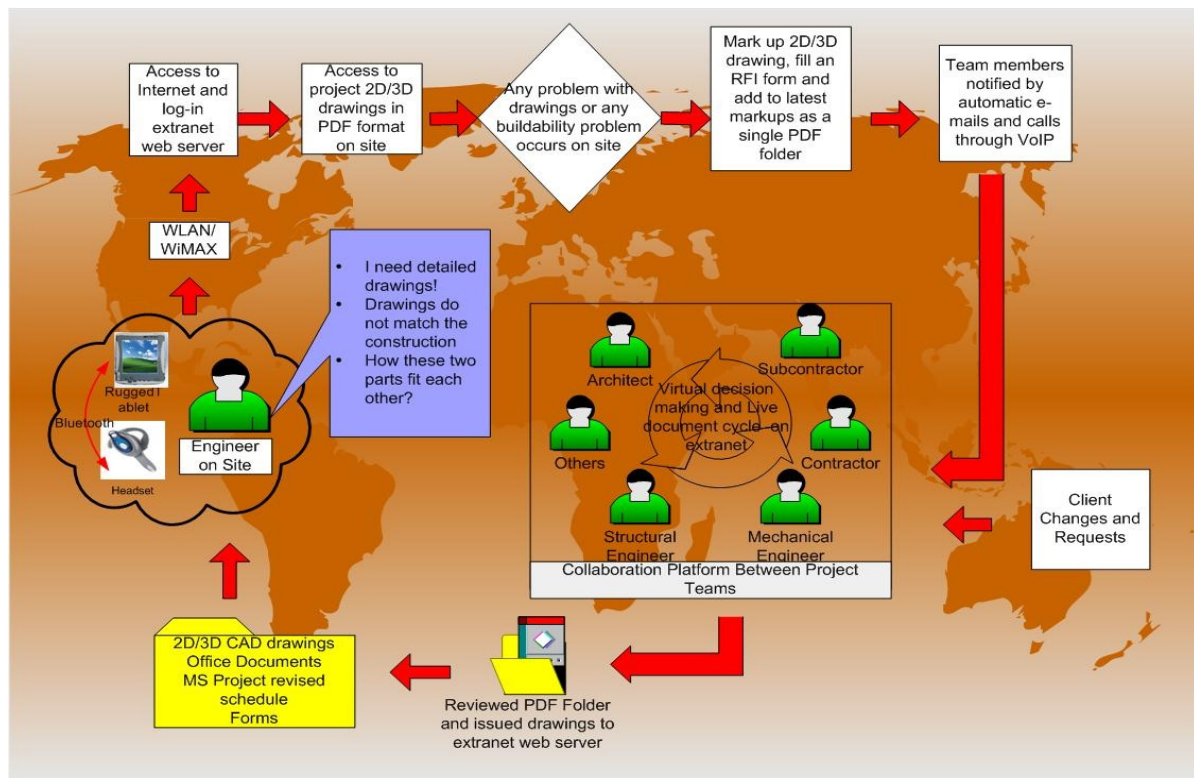 Access to
Internet and
log-in
extranet
web server
Access to
project 2D/3D
drawings in
PDF format
on site
Any problem with
drawings or any
buildability problem
occurs on site
Mark up 2D/3D
drawing, fill an
RFI form and
add to latest
markups as a
single PDF
folder
Team members
notified by
automatic e-
mails and calls
through VoIP
WLAN/
WiMAX
• I need detailed
drawings!
• Drawings do
not match the
construction
• How these two
parts fit each
other?
RuggedT
ablet
Bluetooth
Headset
Engineer
on Site
Architect
Subcontractor
Virtual decision
making and Live
document cycle on
extranet
Others
Contractor
Structural
Engineer
Mechanical
Engineer
Collaboration Platform Between Project
Teams
Client
Changes and
Requests
2D/3D CAD drawings
Office Documents
MS Project revised
schedule
Forms
Reviewed PDF Folder
and issued drawings to
extranet web server